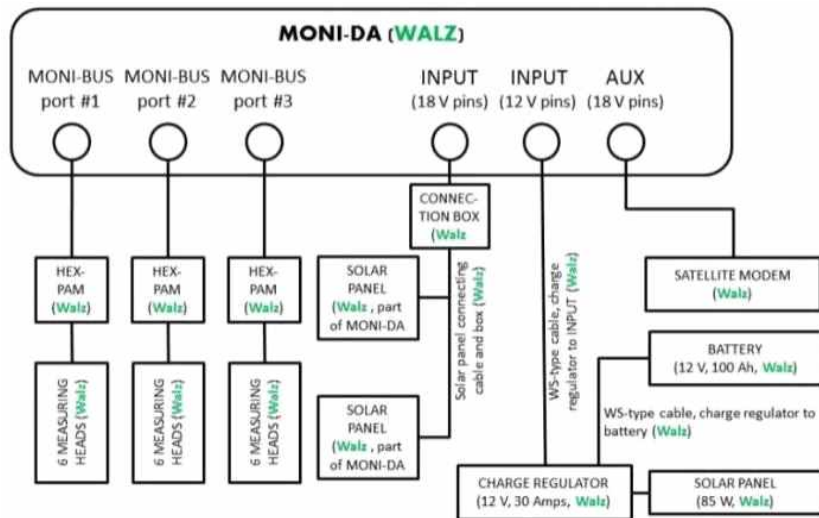 MONI-DA (WALZ)
MONI-BUS
port #1
MONI-BUS
port #2
MONI-BUS
port #3
INPUT
(18 V pins)
INPUT
(12 V pins)
AUX
(18 V pins)
CONNEC-
TION BOX
(Walz
HEX-
PAM
(Walz)
HEX-
PAM
(Walz)
HEX-
PAM
(Walz)
SOLAR
PANEL
(Walz , part
of MONI-DA
Solar panel connecting
cable and box (Walz)
WS-type cable, charge
regulator to INPUT (Walz)
SATELLITE MODEM
(Walz)
BATTERY
(12 V, 100 Ah, Walz)
6 MEASURING
HEADS (Walz)
6 MEASURING
HEADS (Walz)
6 MEASURING
HEADS (Walz)
SOLAR
PANEL
(Walz , part
of MONI-DA
WS-type cable, charge regulator to
battery (Walz)
CHARGE REGULATOR
(12 V, 30 Amps, Walz)
SOLAR PANEL
(85 W, Walz)